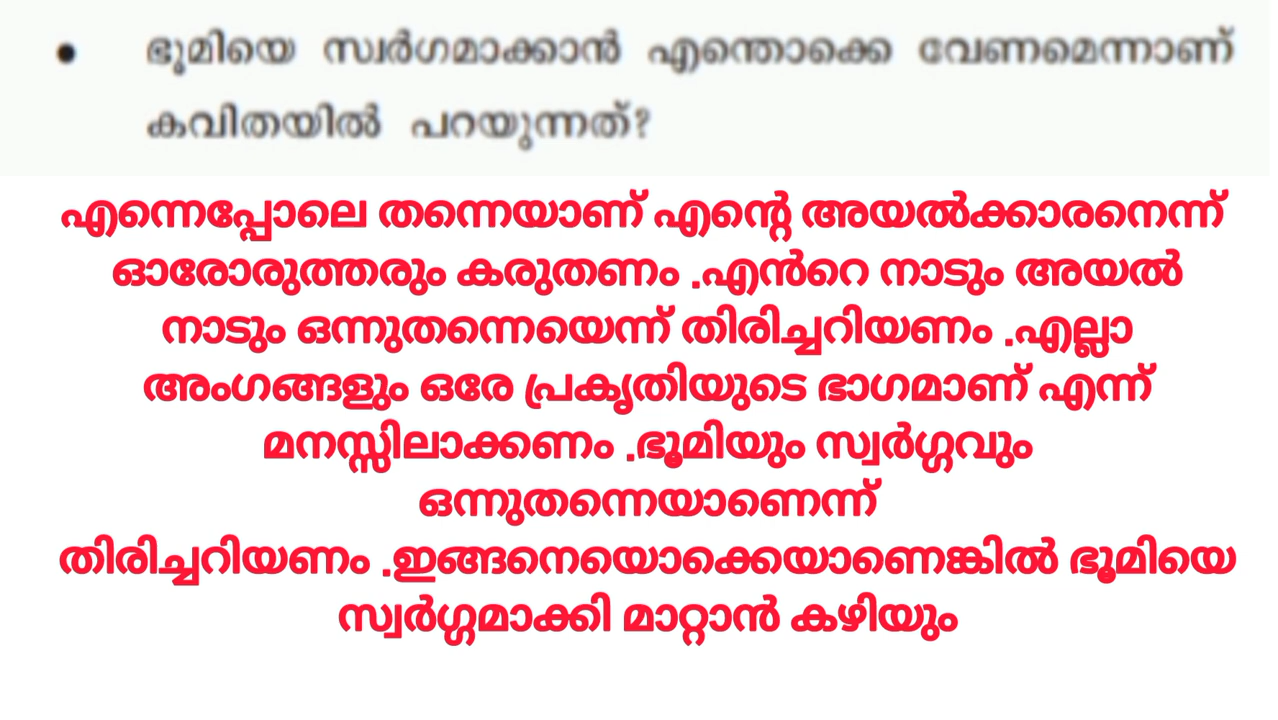 • ഭൂമിയെ സ്വർഗമാക്കാൻ എന്തൊക്കെ വേണമെന്നാണ്
കവിതയിൽ പറയുന്നത്?
എന്നെപ്പോലെ തന്നെയാണ് എന്റെ അയൽക്കാരനെന്ന്
ഓരോരുത്തരും കരുതണം .എൻറെ നാടും അയൽ
നാടും ഒന്നുതന്നെയെന്ന് തിരിച്ചറിയണം .എല്ലാ
അംഗങ്ങളും ഒരേ പ്രകൃതിയുടെ ഭാഗമാണ് എന്ന്
മനസ്സിലാക്കണം .ഭൂമിയും സ്വർഗ്ഗവും
ഒന്നുതന്നെയാണെന്ന്
തിരിച്ചറിയണം .ഇങ്ങനെയൊക്കെയാണെങ്കിൽ ഭൂമിയെ
സ്വർഗ്ഗമാക്കി മാറ്റാൻ കഴിയും